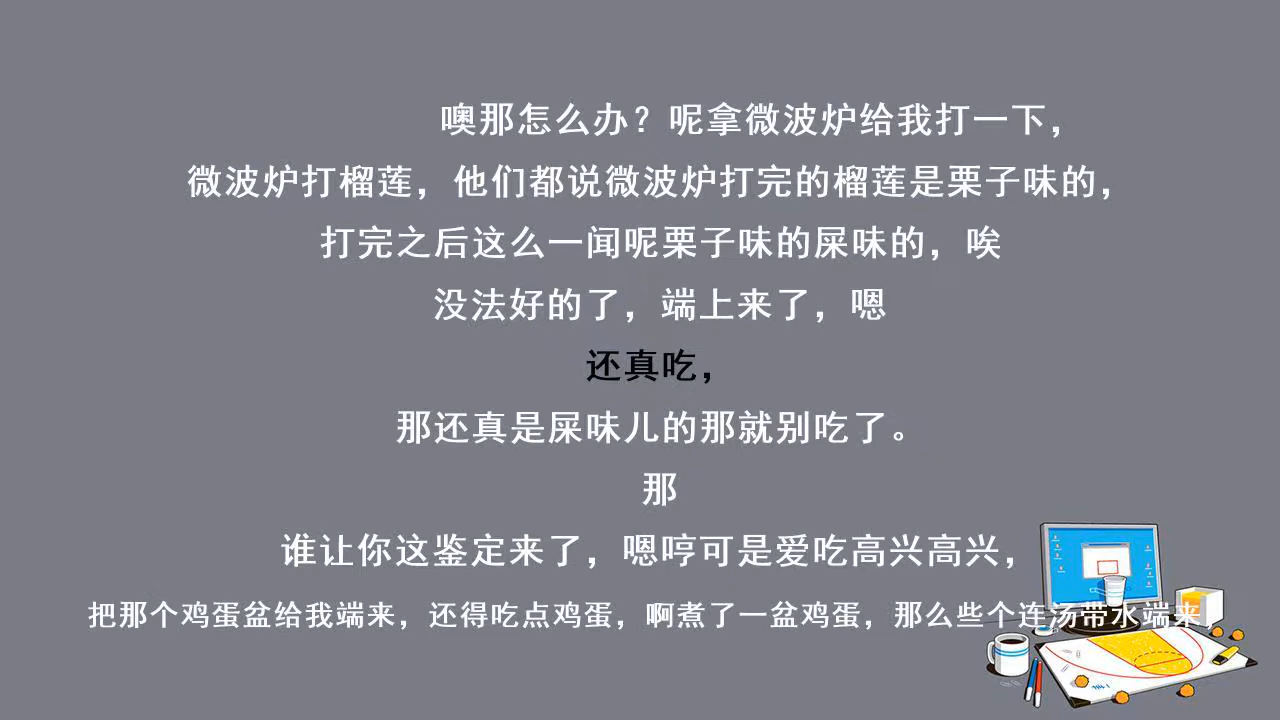 噢那怎么办？呢拿微波炉给我打一下，
微波炉打榴莲，他们都说微波炉打完的榴莲是栗子味的，
打完之后这么一闻呢栗子味的屎味的，唉
没法好的了，端上来了，嗯
还真吃，
那还真是屎味儿的那就别吃了。
那
谁让你这鉴定来了，嗯哼可是爱吃高兴高兴，
把那个鸡蛋盆给我端来，还得吃点鸡蛋，啊煮了一盆鸡蛋，那么些个连汤带水端来，